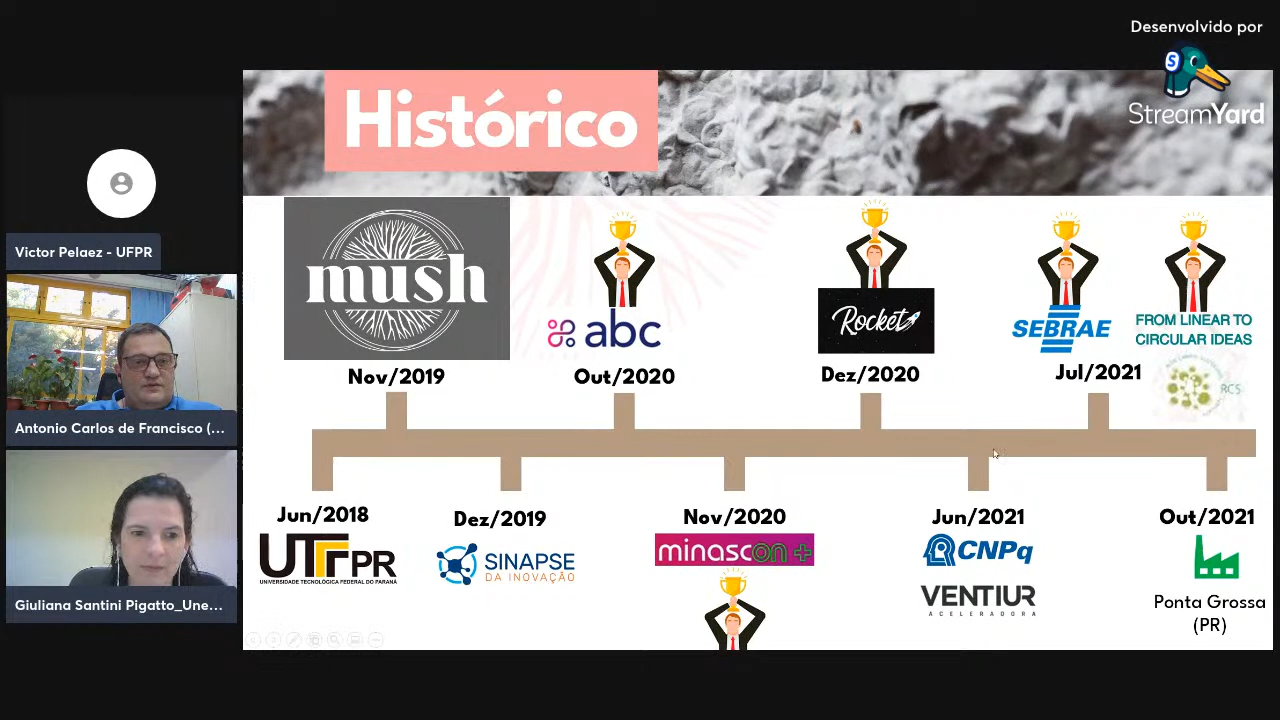 Desenvolvido por
S
StreamYard
Histórico
Victor Pelaez - UFPR
Antonio Carlos de Francisco (...
Giuliana Santini Pigatto_Une...
mush
Nov/2019
abc
Out/2020
Rocket
Dez/2020
SEBRAE
Jul/2021
FROM LINEAR TO
CIRCULAR IDEAS
RCS
Jun/2018
UTFPR
UNIVERSIDADE TECNOLÓGICA FEDERAL DO PARANÁ
Dez/2019
SINAPSE
DA INOVAÇÃO
Nov/2020
minascon+
Jun/2021
CNPq
VENTIUR
ACELERADORA
Out/2021
Ponta Grossa
(PR)